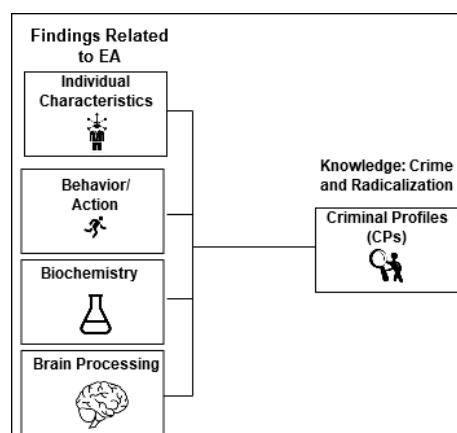 Findings Related
to EA
Individual
Characteristics
Behavior/
Action
Biochemistry
Brain Processing
Knowledge: Crime
and Radicalization
Criminal Profiles
(CPs)